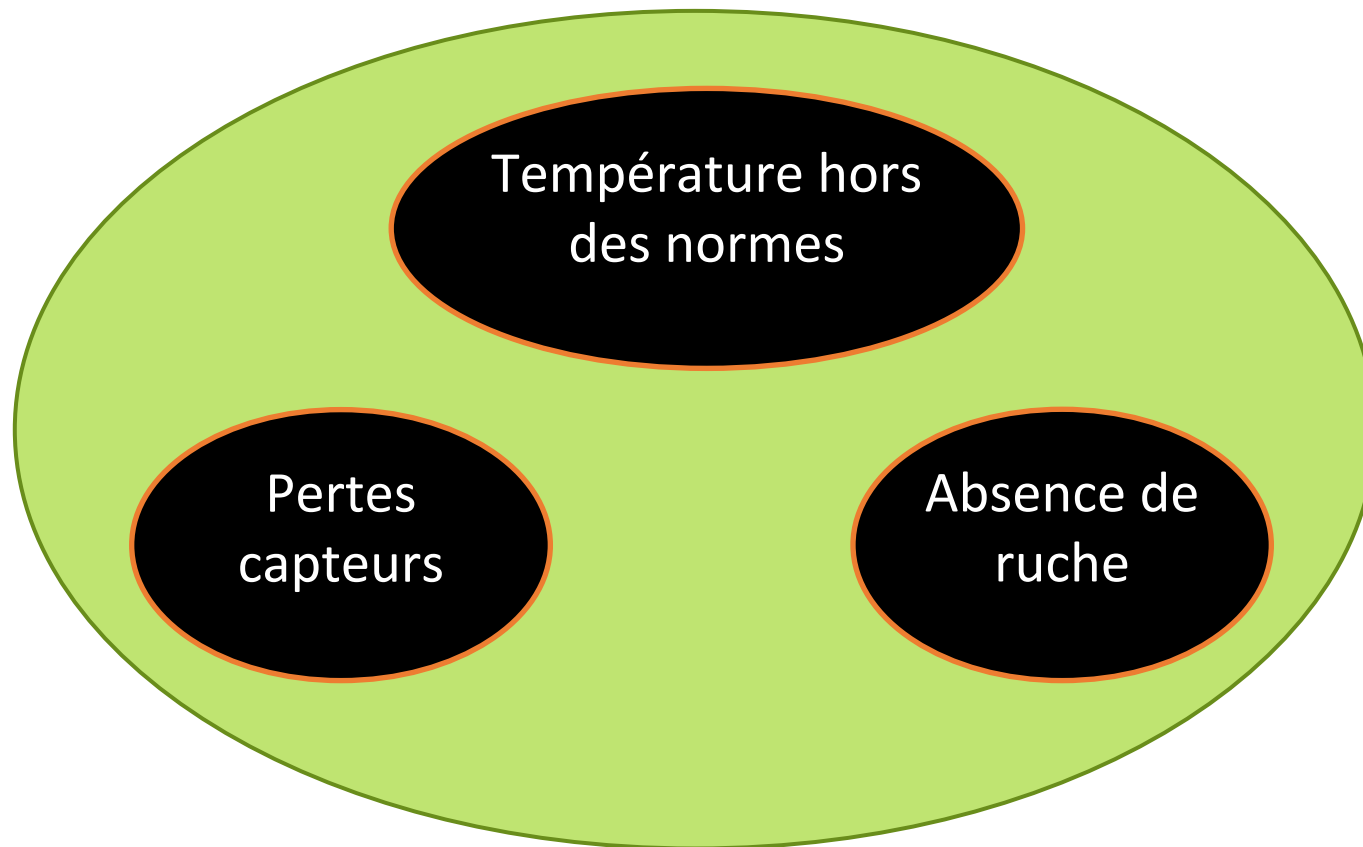 Température hors
des normes
Pertes
capteurs
Absence de
ruche